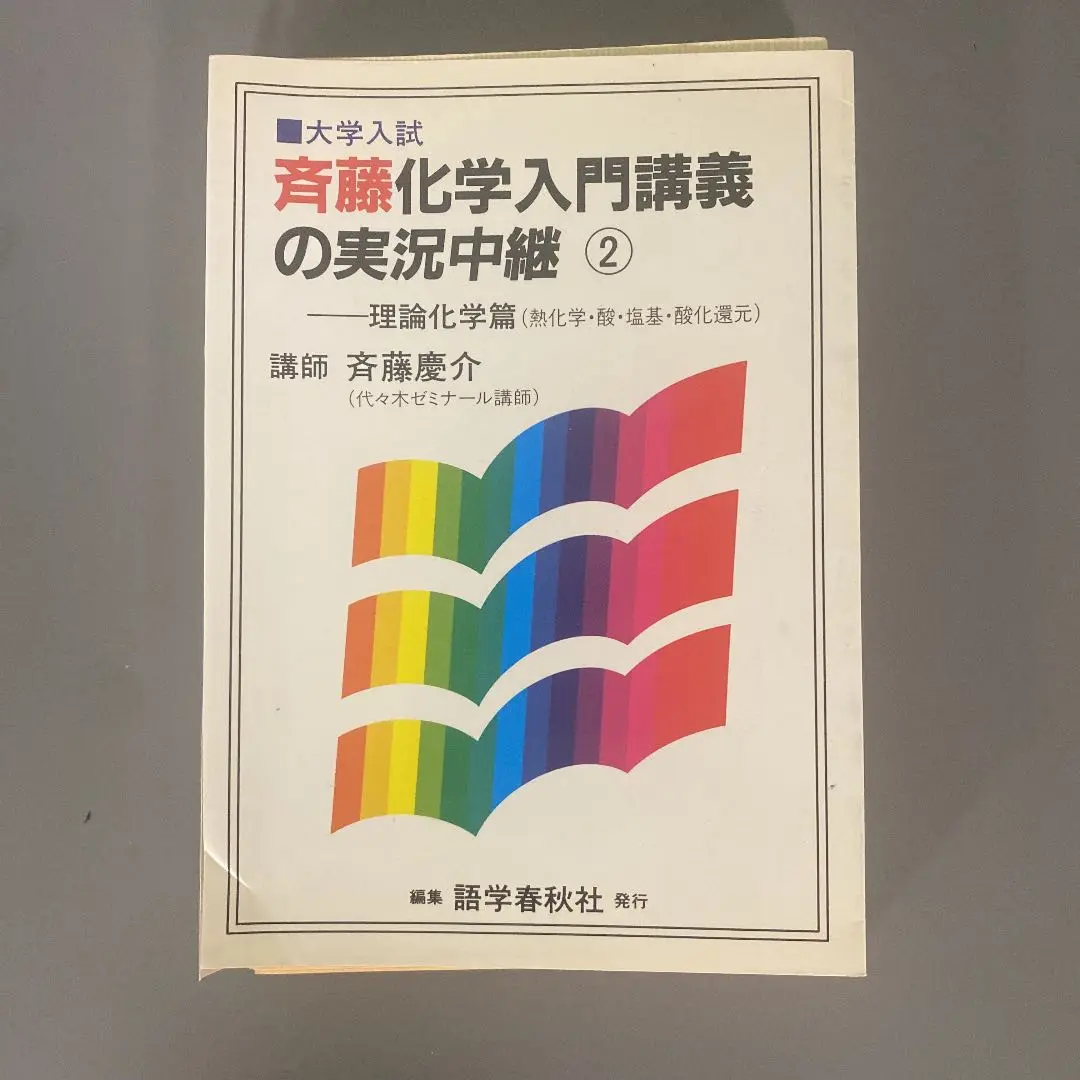 ■大学入試
斉藤化学入門講義
の実況中継 ②
──理論化学篇(熱化学・酸・塩基・酸化還元)
講師 斉藤慶介
(代々木ゼミナール講師)
編集 語学春秋社 発行